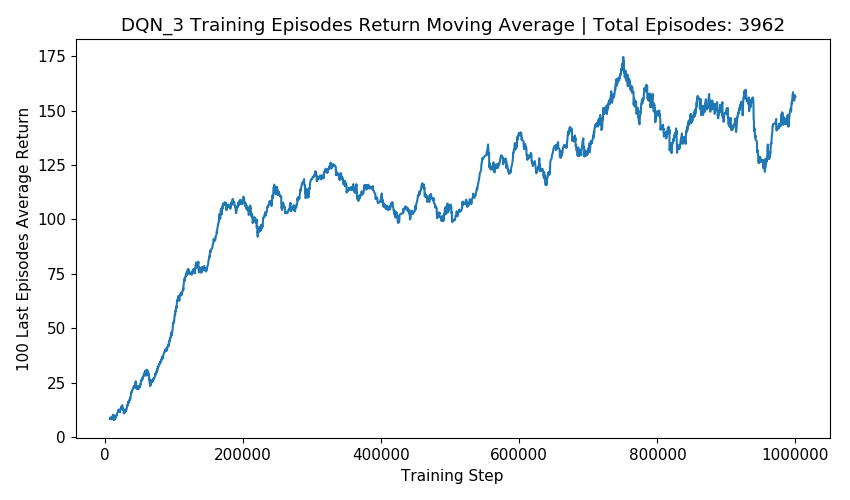 DQN_3 Training Episodes Return Moving Average | Total Episodes: 3962
175
150
125
100
75
50
25
0
100 Last Episodes Average Return
0 200000 400000 600000 800000 1000000
Training Step